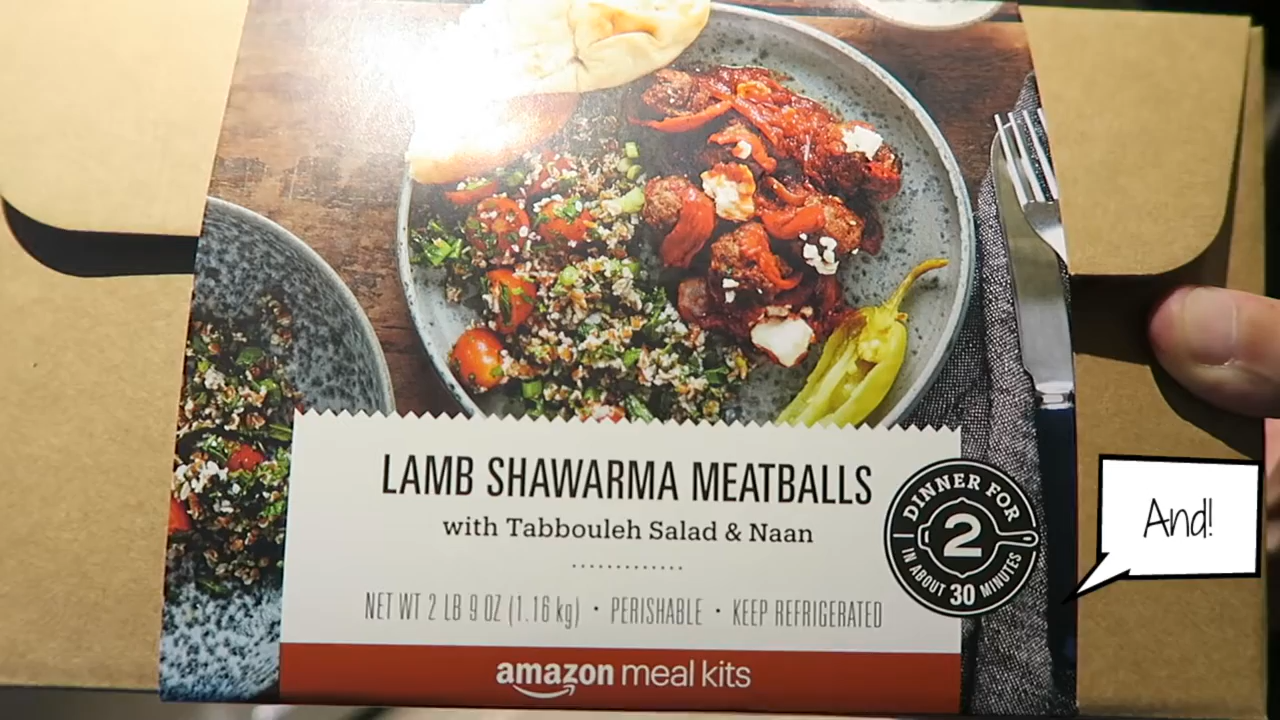 LAMB SHAWARMA MEATBALLS
with Tabbouleh Salad & Naan
NET WT 2 LB 9 OZ (1.16 kg) • PERISHABLE • KEEP REFRIGERATED
DINNER FOR
2
IN ABOUT 30 MINUTES
And!
amazon meal kits